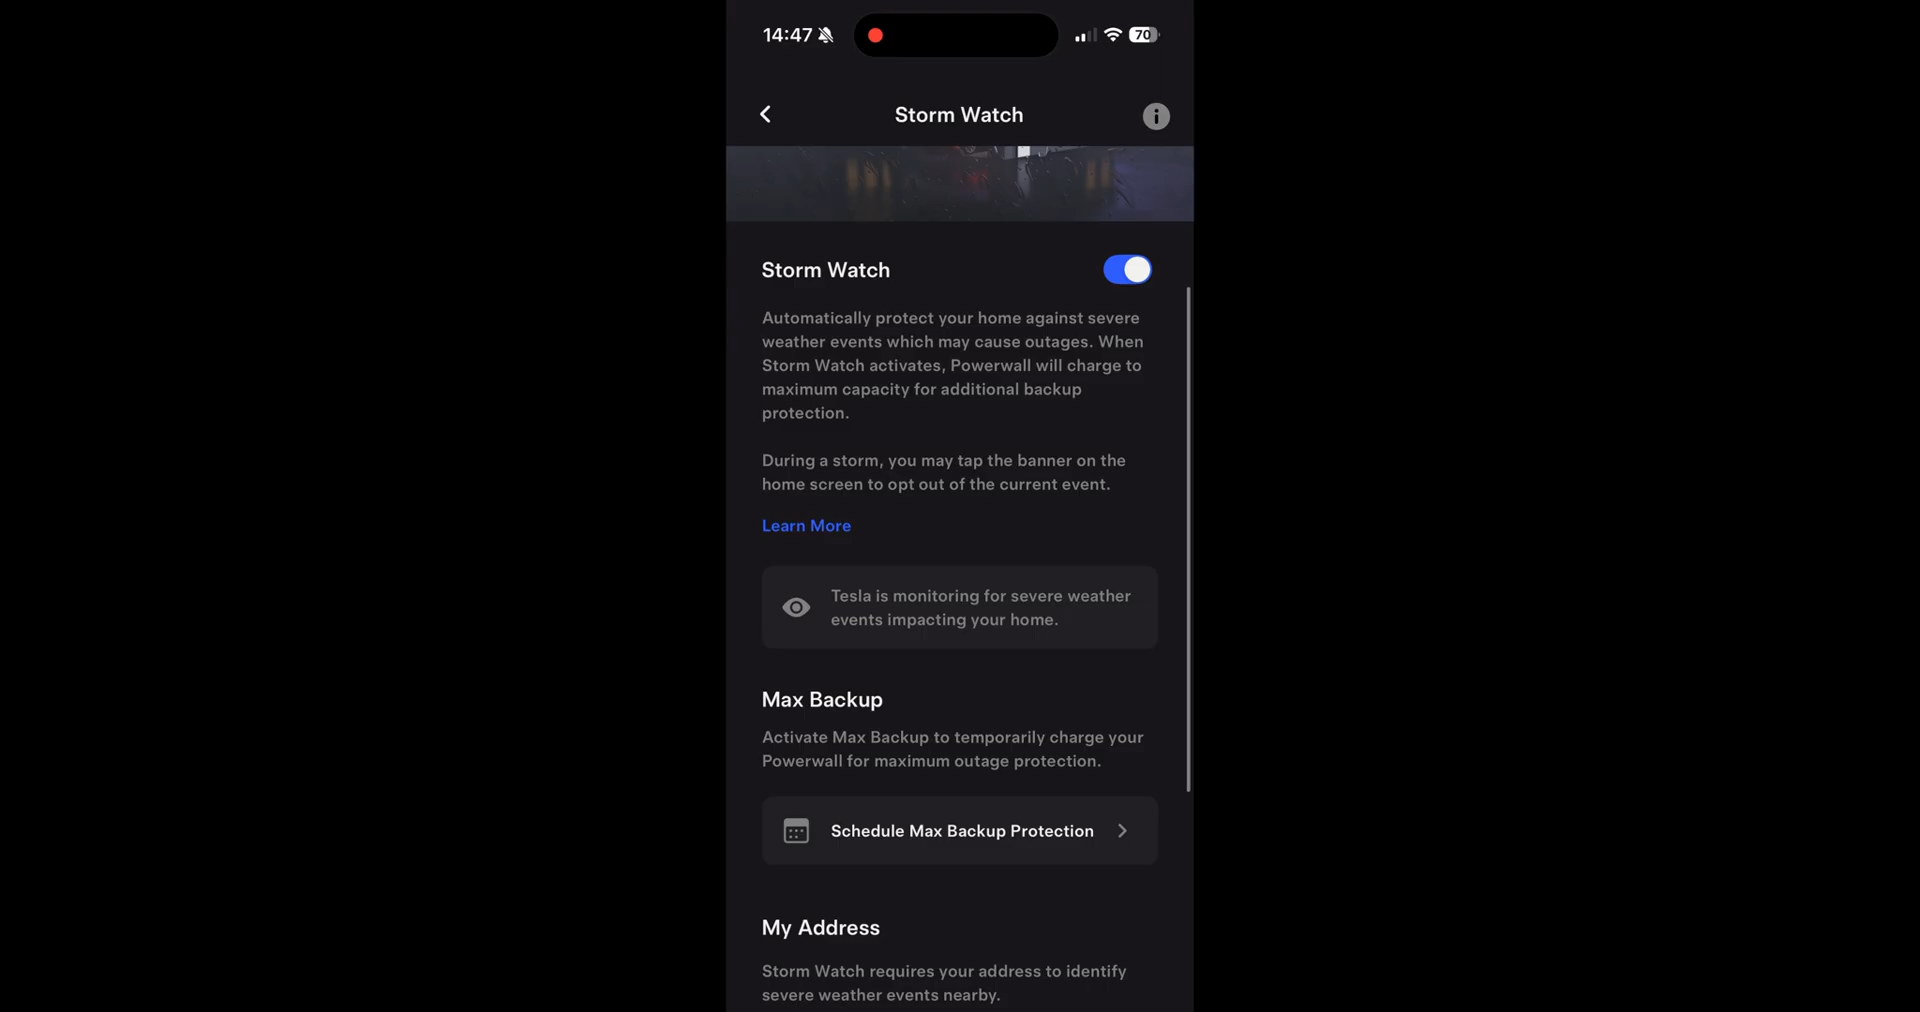 14:47
70
Storm Watch
Storm Watch
Automatically protect your home against severe
weather events which may cause outages. When
Storm Watch activates, Powerwall will charge to
maximum capacity for additional backup
protection.
During a storm, you may tap the banner on the
home screen to opt out of the current event.
Learn More
Tesla is monitoring for severe weather
events impacting your home.
Max Backup
Activate Max Backup to temporarily charge your
Powerwall for maximum outage protection.
Schedule Max Backup Protection
My Address
Storm Watch requires your address to identify
severe weather events nearby.